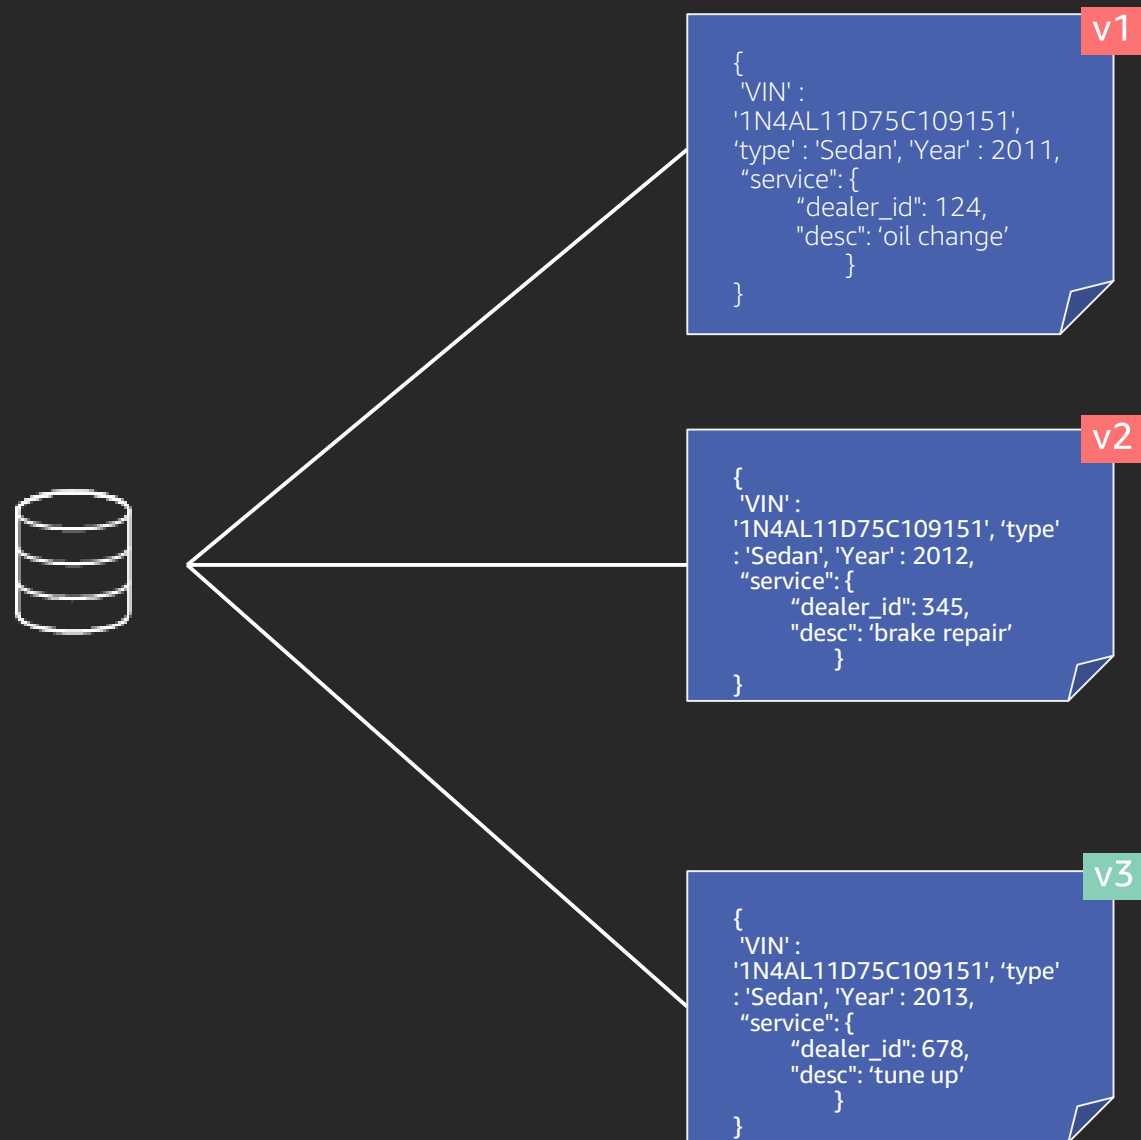 v1
{
'VIN' :
'1N4AL11D75C109151',
‘type' : 'Sedan', 'Year' : 2011,
“service": {
“dealer_id": 124,
"desc": ‘oil change’
}
}
v2
{
'VIN' :
'1N4AL11D75C109151', ‘type'
: 'Sedan', 'Year' : 2012,
“service": {
“dealer_id": 345,
"desc": ‘brake repair’
}
}
v3
{
'VIN' :
'1N4AL11D75C109151', ‘type'
: 'Sedan', 'Year' : 2013,
“service": {
“dealer_id": 678,
"desc": ‘tune up’
}
}